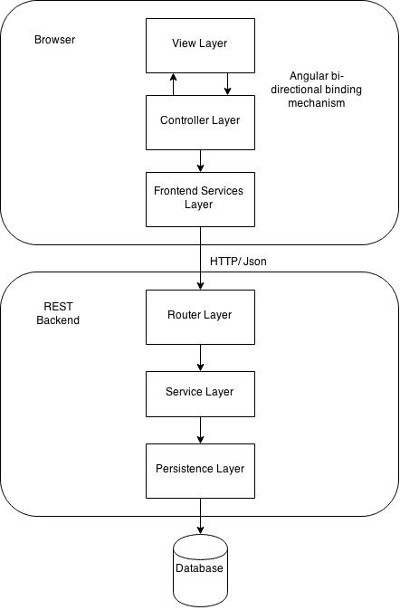 Browser
View Layer
Angular bi-
directional binding
mechanism
Controller Layer
Frontend Services
Layer
HTTP/ Json
REST
Backend
Router Layer
Service Layer
Persistence Layer
Database